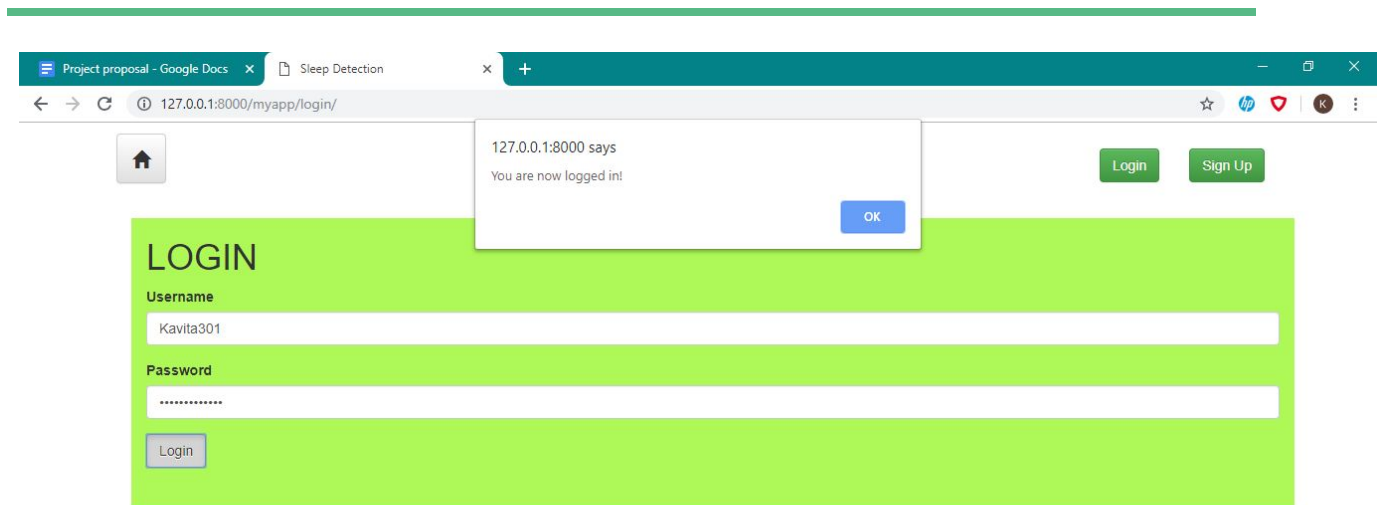 Project proposal - Google Docs
Sleep Detection
127.0.0.1:8000/myapp/login/
hp
K
127.0.0.1:8000 says
You are now logged in!
OK
Login
Sign Up
LOGIN
Username
Kavita301
Password
•••••••••••••
Login